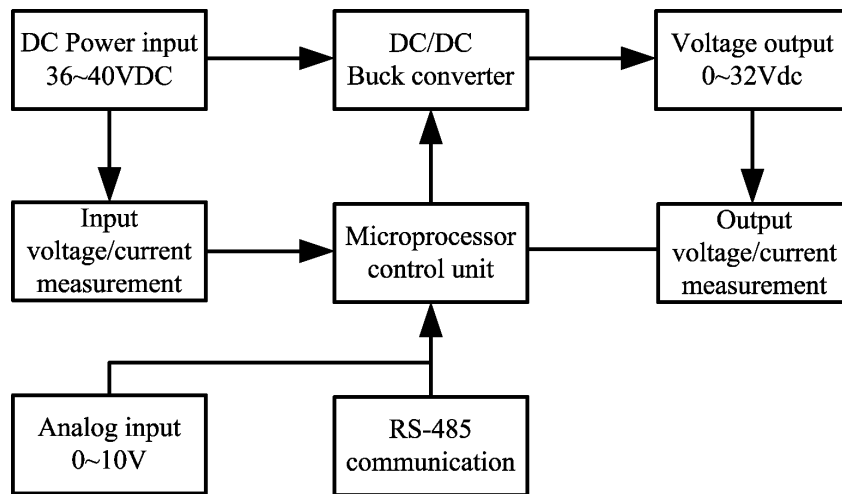 DC Power input
36~40VDC
DC/DC
Buck converter
Voltage output
0~32Vdc
Input
voltage/current
measurement
Microprocessor
control unit
Output
voltage/current
measurement
Analog input
0~10V
RS-485
communication